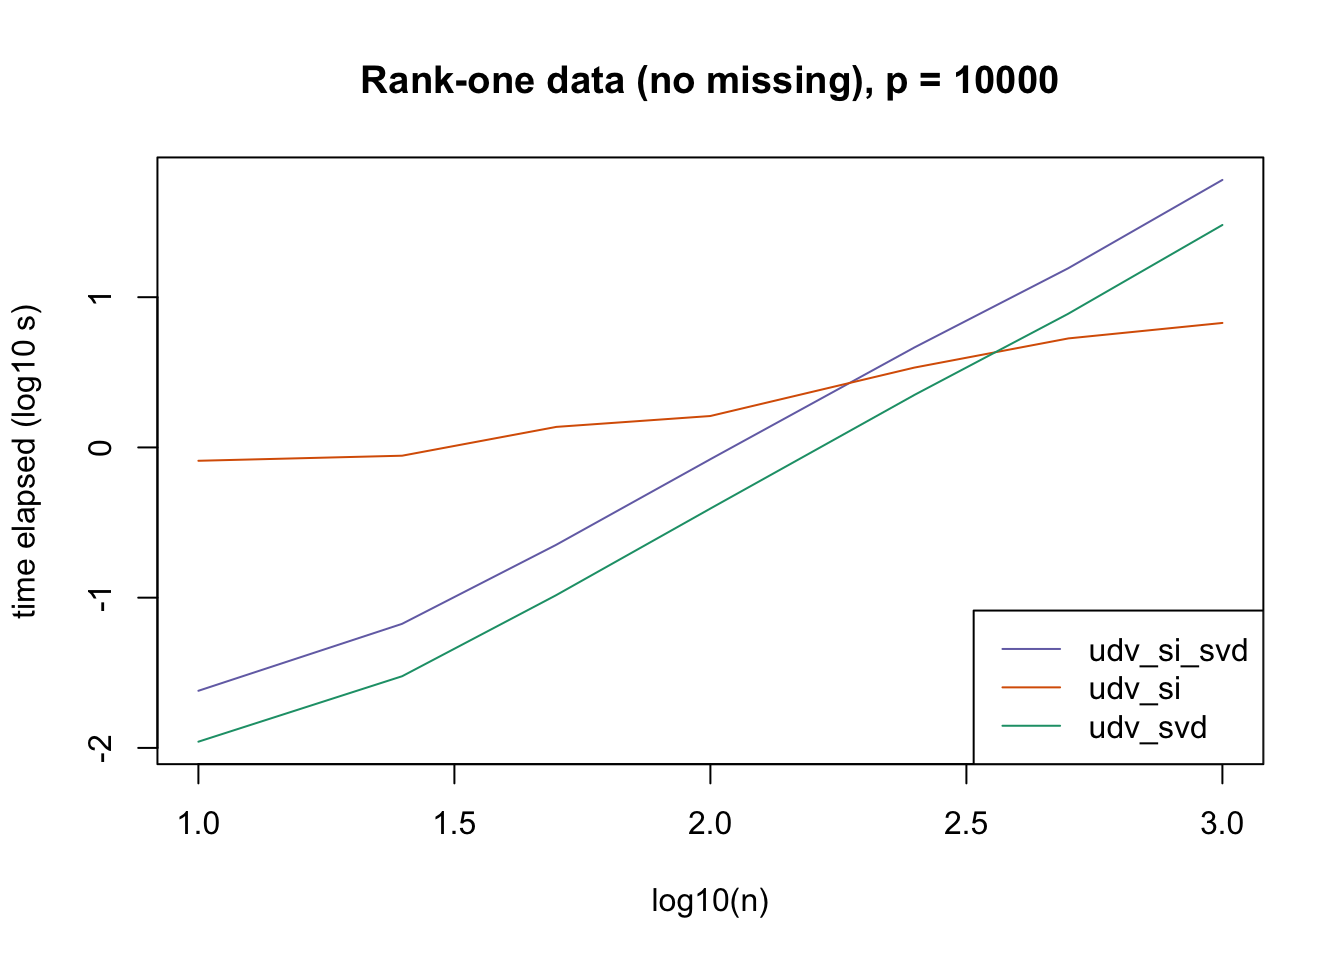 Rank-one data (no missing), p = 10000
time elapsed (log10 s)
1
0
-1
-2
udv_si_svd
udv_si
udv_svd
1.0 1.5 2.0 2.5 3.0
log10(n)